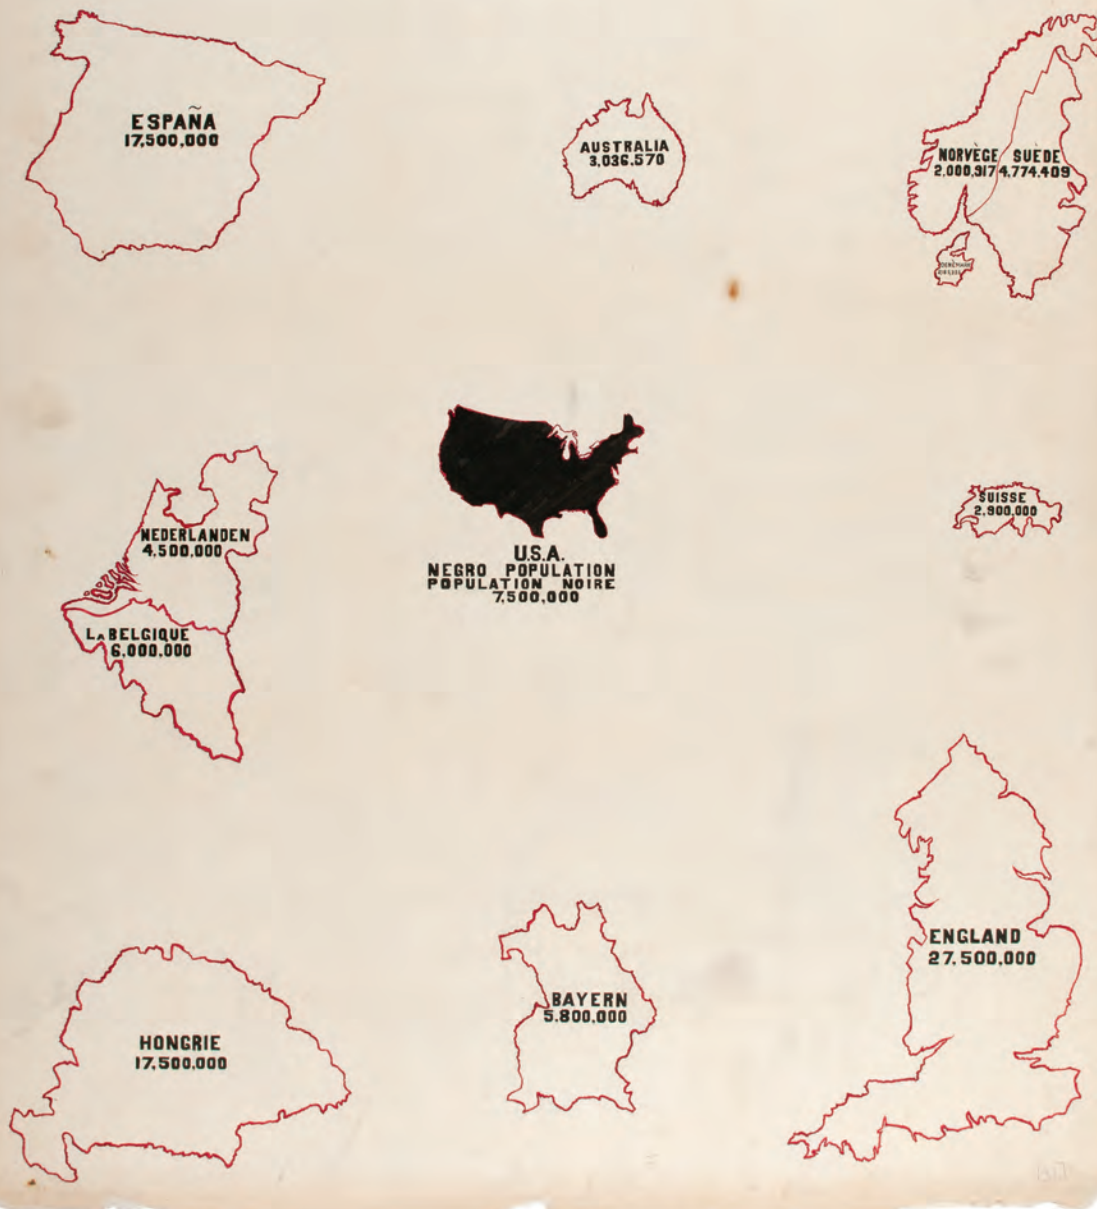 ESPAÑA
17,500,000
AUSTRALIA
3,036,570
NORVÈGE SUÈDE
2,000,917 4,774,409
NEDERLANDEN
4,500,000
LA BELGIQUE
6,000,000
U.S.A.
NEGRO POPULATION
POPULATION NOIRE
7,500,000
SUISSE
2,900,000
HONGRIE
17,500,000
BAYERN
5.800,000
ENGLAND
27,500,000